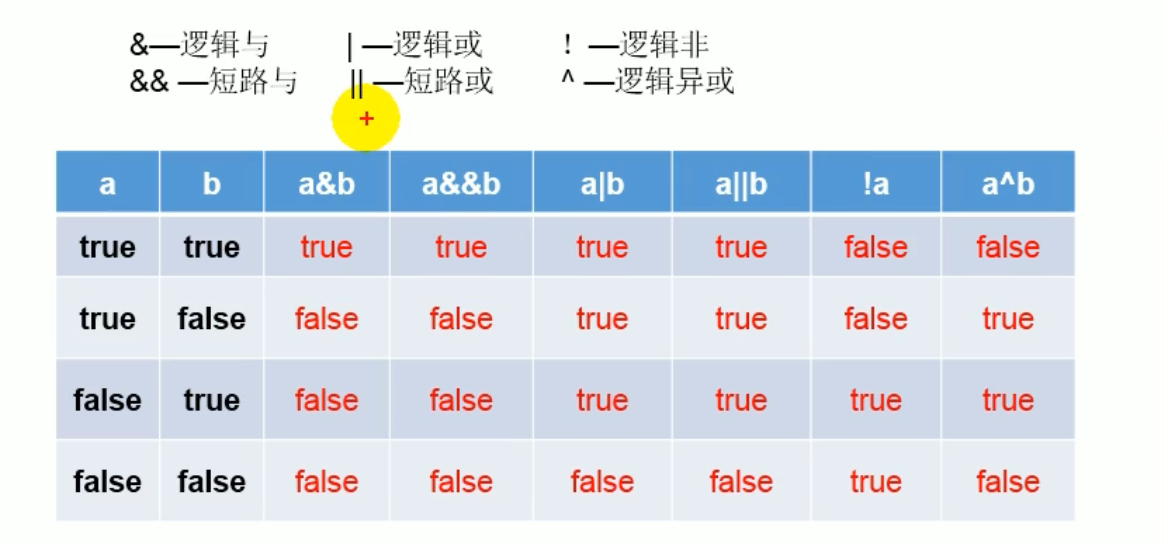 &—逻辑与 | —逻辑或 ! —逻辑非
&& —短路与 || —短路或 ^ —逻辑异或
a b a&b a&&b a|b a||b !a a^b
true true true true true true false false
true false false false true true false true
false true false false true true true true
false false false false false false true false